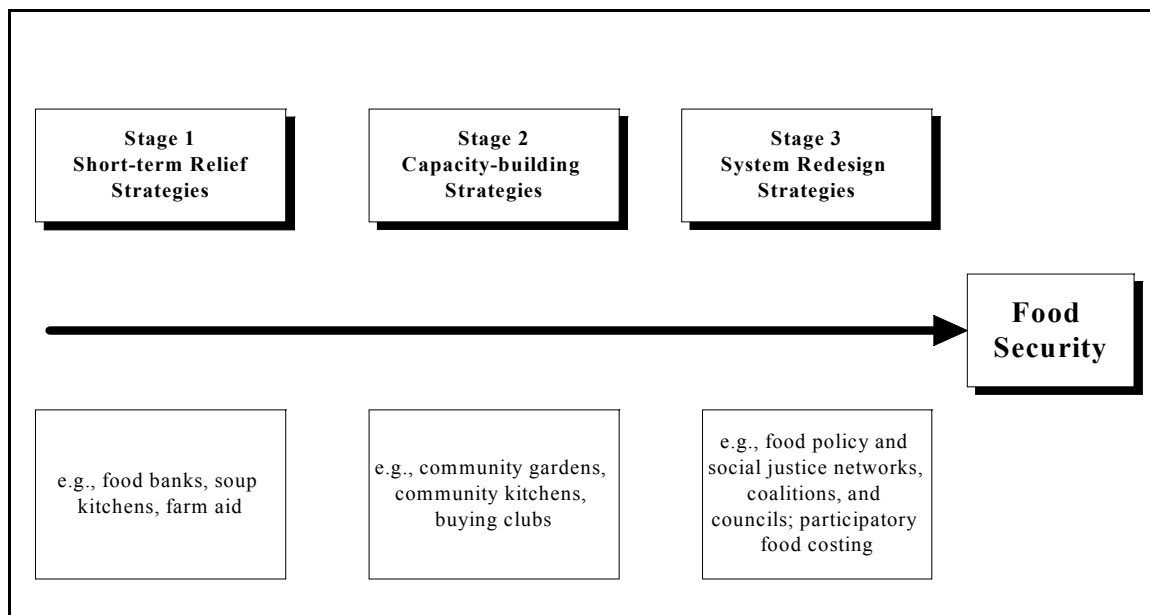 Stage 1
Short-term Relief
Strategies
Stage 2
Capacity-building
Strategies
Stage 3
System Redesign
Strategies
Food
Security
e.g., food banks, soup
kitchens, farm aid
e.g., community gardens,
community kitchens,
buying clubs
e.g., food policy and
social justice networks,
coalitions, and
councils; participatory
food costing